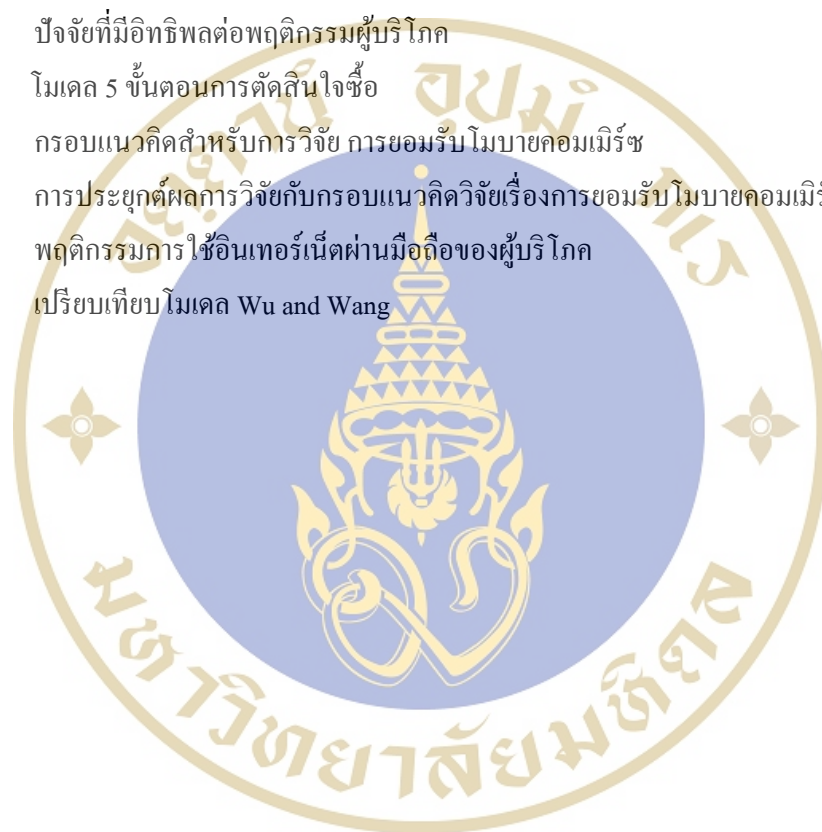 ปัจจัยที่มีอิทธิพลต่อพฤติกรรมผู้บริโภค
โมเดล 5 ขั้นตอนการตัดสินใจซื้อ
กรอบแนวคิดสำหรับการวิจัย การยอมรับโมบายคอมเมิร์ซ
การประยุกต์ผลการวิจัยกับกรอบแนวคิดวิจัยเรื่องการยอมรับโมบายคอมเมิร์
พฤติกรรมการใช้อินเทอร์เน็ตผ่านมือถือของผู้บริโภค
เปรียบเทียบโมเดล Wu and Wang
อตฺตานํ อุปมํ กเร
มหาวิทยาลัยมหิดล